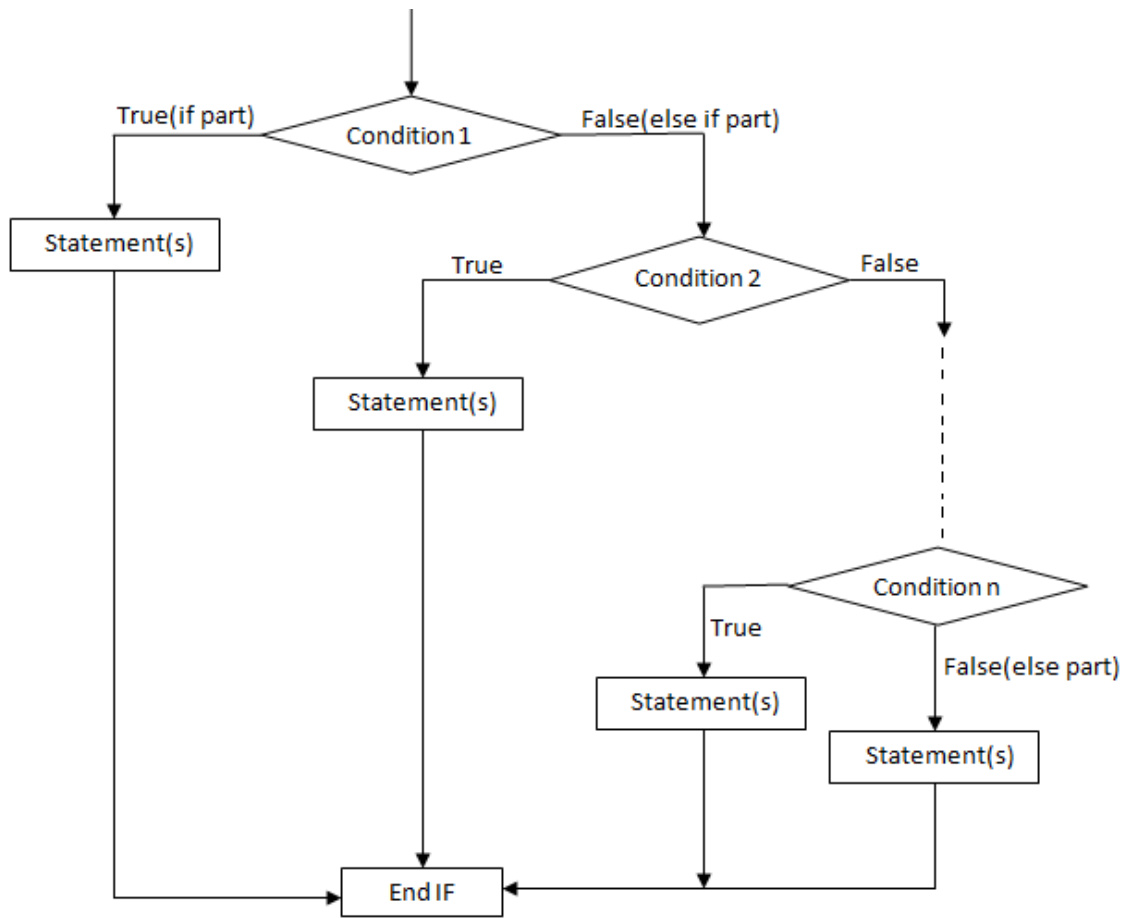 True(if part)
Condition 1
False(else if part)
Statement(s)
True
Condition 2
False
Statement(s)
Condition n
True
False(else part)
Statement(s)
Statement(s)
End IF